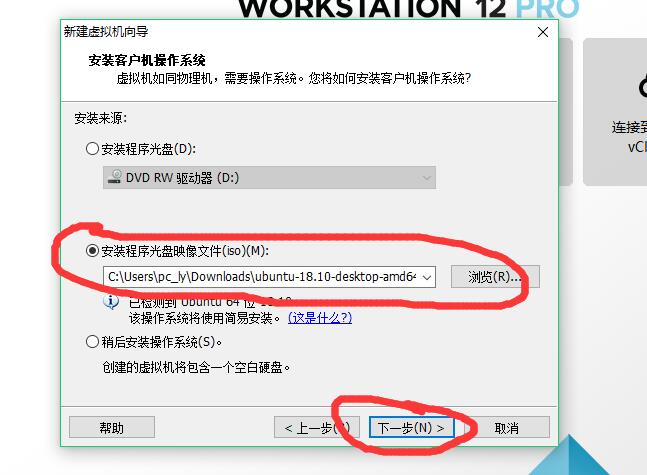 WORKSTATION 12 PRO
新建虚拟机向导
安装客户机操作系统
虚拟机如同物理机，需要操作系统。您将如何安装客户机操作系统?
安装来源:
安装程序光盘(D):
DVD RW 驱动器 (D:)
安装程序光盘映像文件(iso)(M):
C:\Users\pc_ly\Downloads\ubuntu-18.10-desktop-amd64
浏览(R)...
已检测到 Ubuntu 64 位 18.10
该操作系统将使用简易安装。 (这是什么?)
稍后安装操作系统(S)。
创建的虚拟机将包含一个空白硬盘。
帮助
< 上一步
下一步(N) >
取消
连接到
vCl